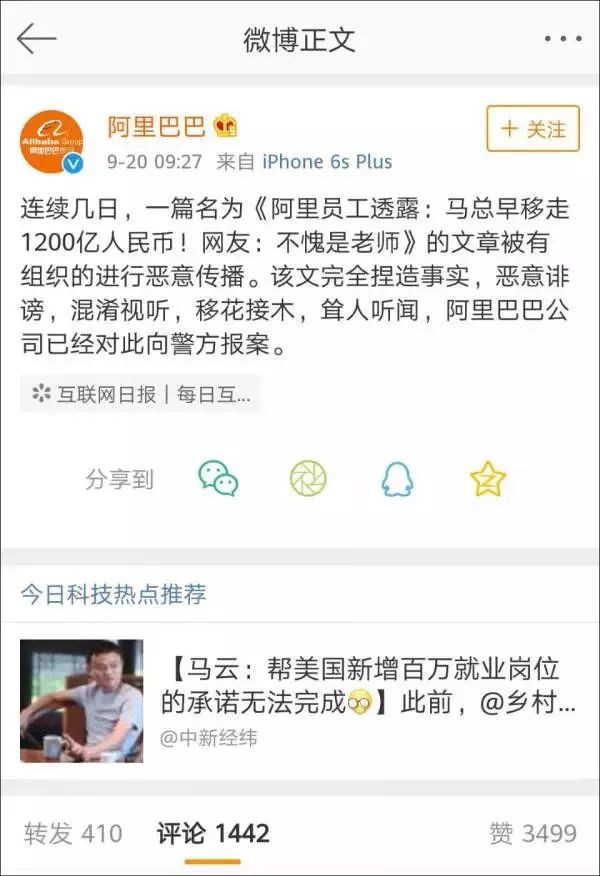 微博正文
阿里巴巴
+ 关注
Alibaba Group
9-20 09:27 来自 iPhone 6s Plus
连续几日，一篇名为《阿里员工透露：马总早移走
1200亿人民币！网友：不愧是老师》的文章被有
组织的进行恶意传播。该文完全捏造事实，恶意诽
谤，混淆视听，移花接木，耸人听闻，阿里巴巴公
司已经对此向警方报案。
互联网日报｜每日互...
分享到
今日科技热点推荐
【马云：帮美国新增百万就业岗位
的承诺无法完成】此前，@乡村...
@中新经纬
转发 410 评论 1442 赞 3499